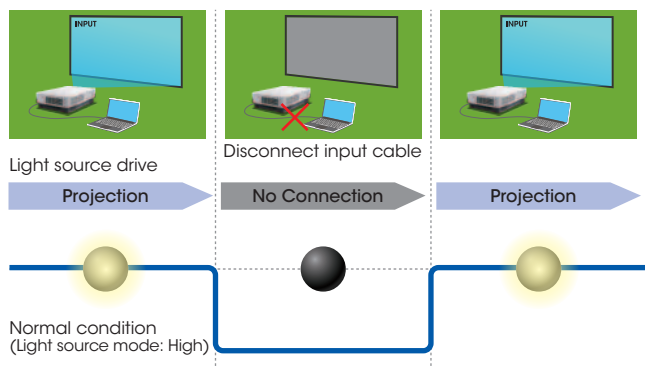 INPUT
INPUT
Disconnect input cable
Light source drive
Projection
No Connection
Projection
Normal condition
(Light source mode: High)